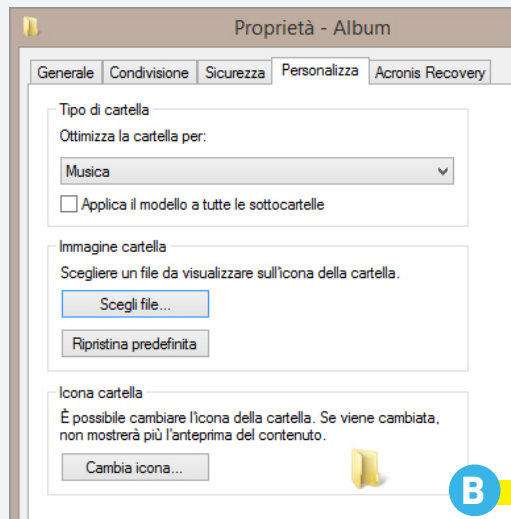 Proprietà - Album
Generale Condivisione Sicurezza Personalizza Acronis Recovery
Tipo di cartella
Ottimizza la cartella per:
Musica
Applica il modello a tutte le sottocartelle
Immagine cartella
Scegliere un file da visualizzare sull'icona della cartella.
Scegli file...
Ripristina predefinita
Icona cartella
È possibile cambiare l'icona della cartella. Se viene cambiata,
non mostrerà più l'anteprima del contenuto.
Cambia icona...
B